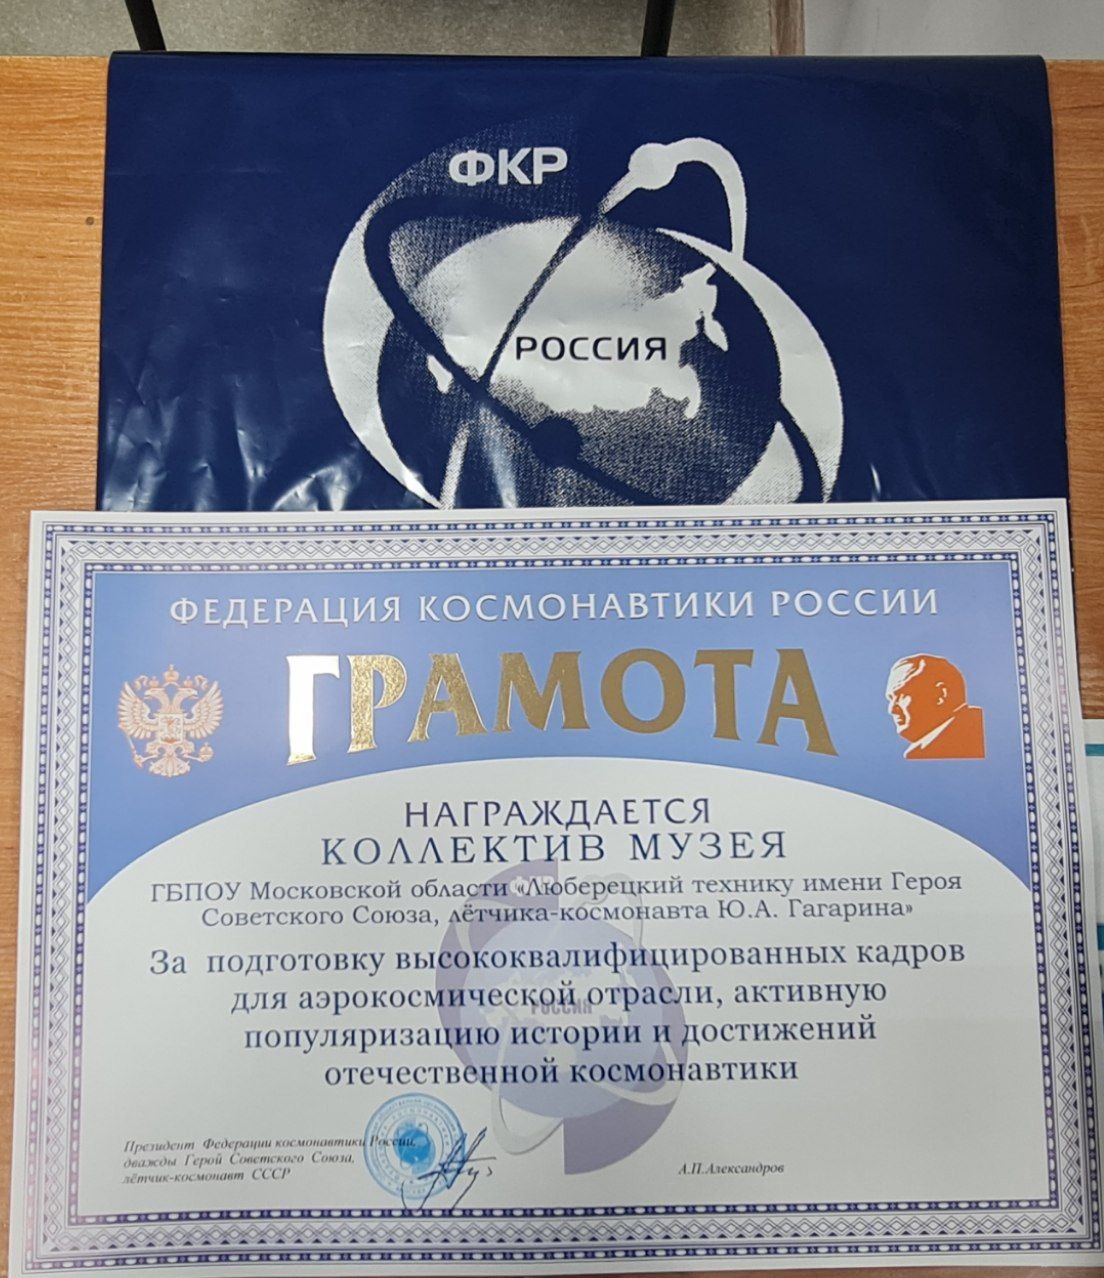 ФКР
РОССИЯ
ФЕДЕРАЦИЯ КОСМОНАВТИКИ РОССИИ
ГРАМОТА
НАГРАЖДАЕТСЯ
КОЛЛЕКТИВ МУЗЕЯ
ГБПОУ Московской области «Люберецкий технику имени Героя
Советского Союза, лётчика-космонавта Ю.А. Гагарина»
За подготовку высококвалифицированных кадров
для аэрокосмической отрасли, активную
популяризацию истории и достижений
отечественной космонавтики
ФКР
РОССИЯ
Президент Федерации космонавтики России,
дважды Герой Советского Союза,
лётчик-космонавт СССР
А.П.Александров